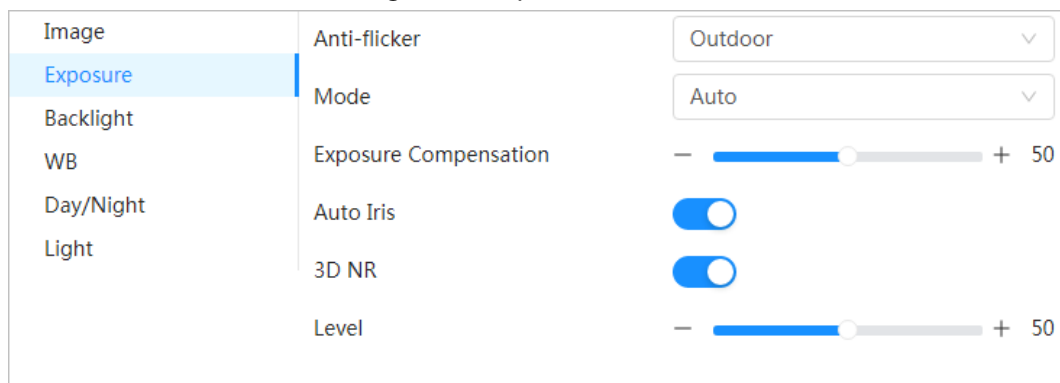 Image
Exposure
Backlight
WB
Day/Night
Light
Anti-flicker Outdoor
Mode Auto
Exposure Compensation − + 50
Auto Iris
3D NR
Level − + 50